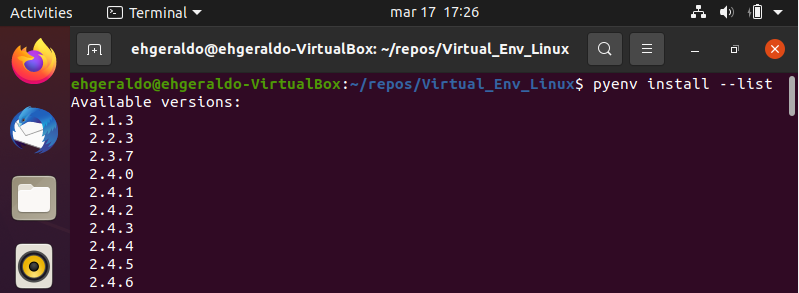 Activities
Terminal
mar 17 17:26
ehgeraldo@ehgeraldo-VirtualBox: ~/repos/Virtual_Env_Linux
ehgeraldo@ehgeraldo-VirtualBox:~/repos/Virtual_Env_Linux$ pyenv install --list
Available versions:
  2.1.3
  2.2.3
  2.3.7
  2.4.0
  2.4.1
  2.4.2
  2.4.3
  2.4.4
  2.4.5
  2.4.6